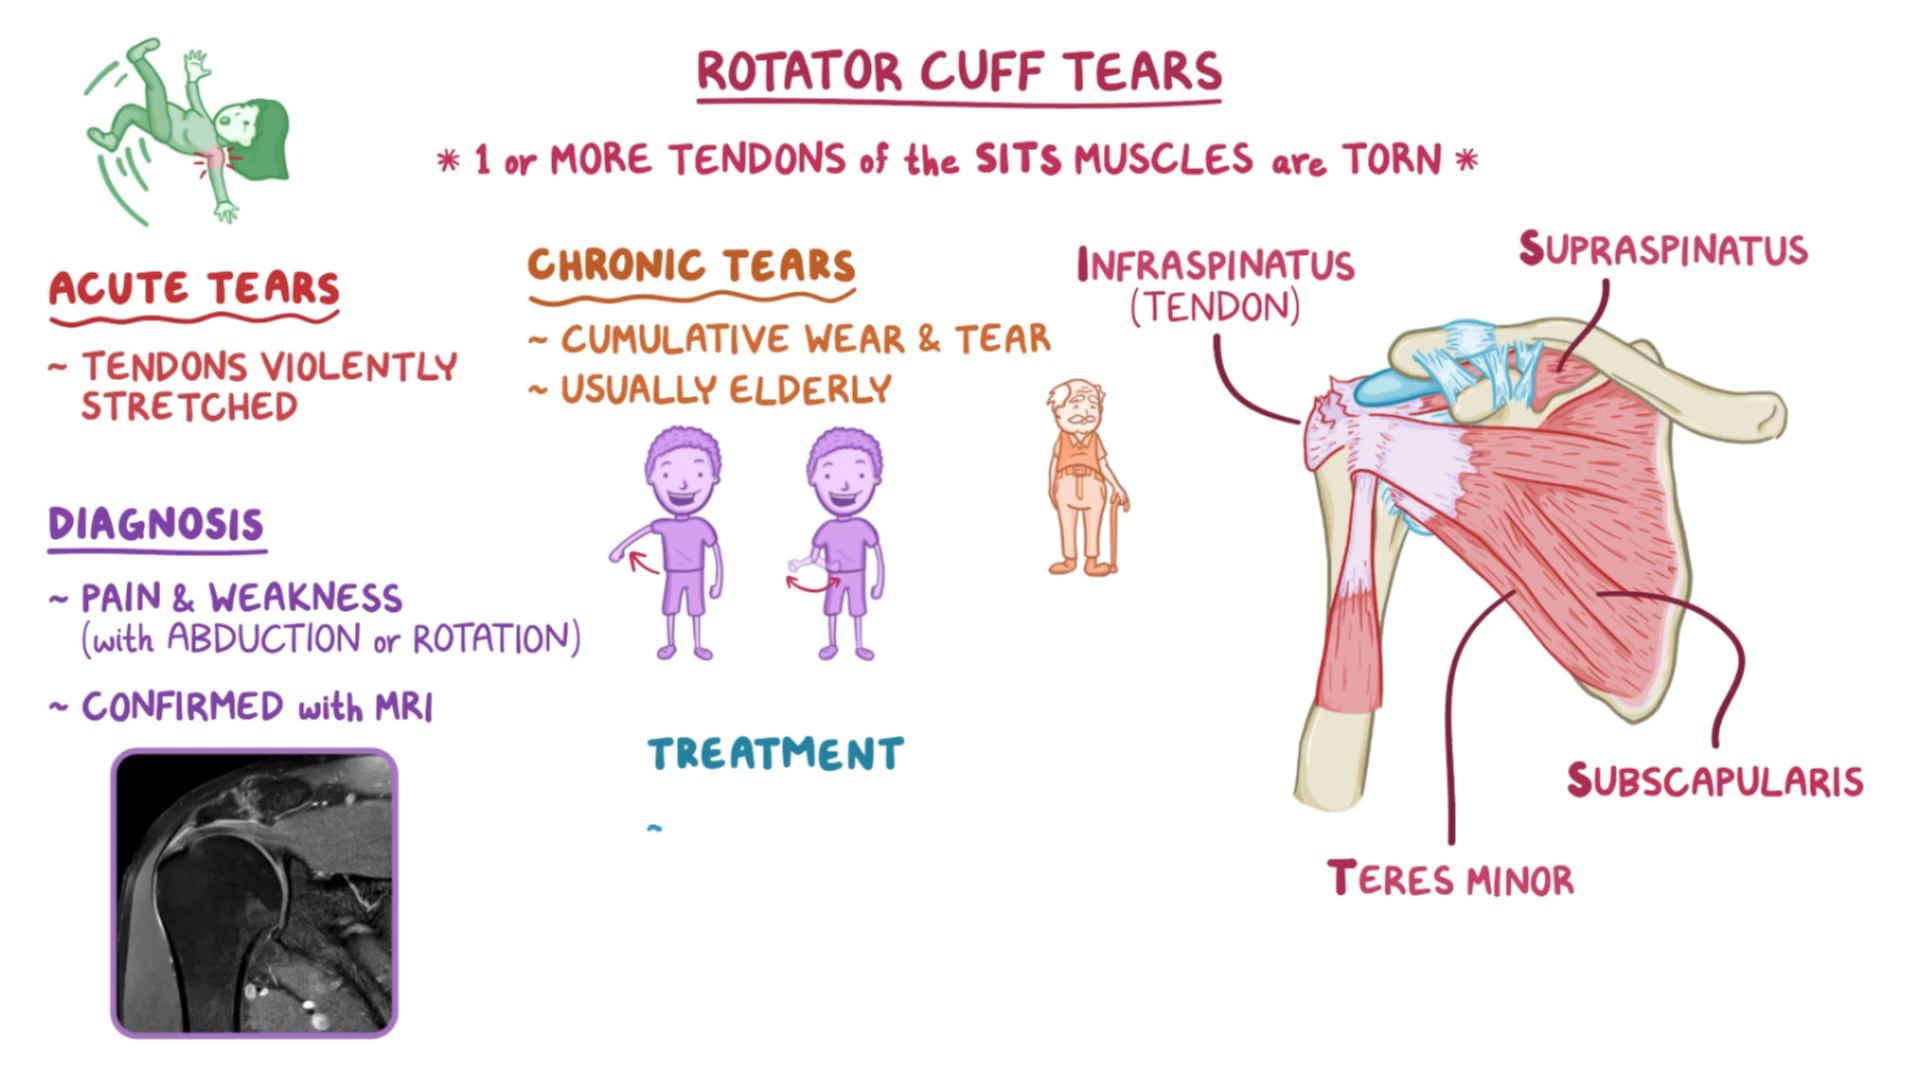 ROTATOR CUFF TEARS
* 1 or MORE TENDONS of the SITS MUSCLES are TORN *
ACUTE TEARS
~ TENDONS VIOLENTLY
STRETCHED
CHRONIC TEARS
~ CUMULATIVE WEAR & TEAR
~ USUALLY ELDERLY
INFRASPINATUS
(TENDON)
SUPRASPINATUS
DIAGNOSIS
~ PAIN & WEAKNESS
(with ABDUCTION or ROTATION)
~ CONFIRMED with MRI
TREATMENT
~
SUBSCAPULARIS
TERES MINOR